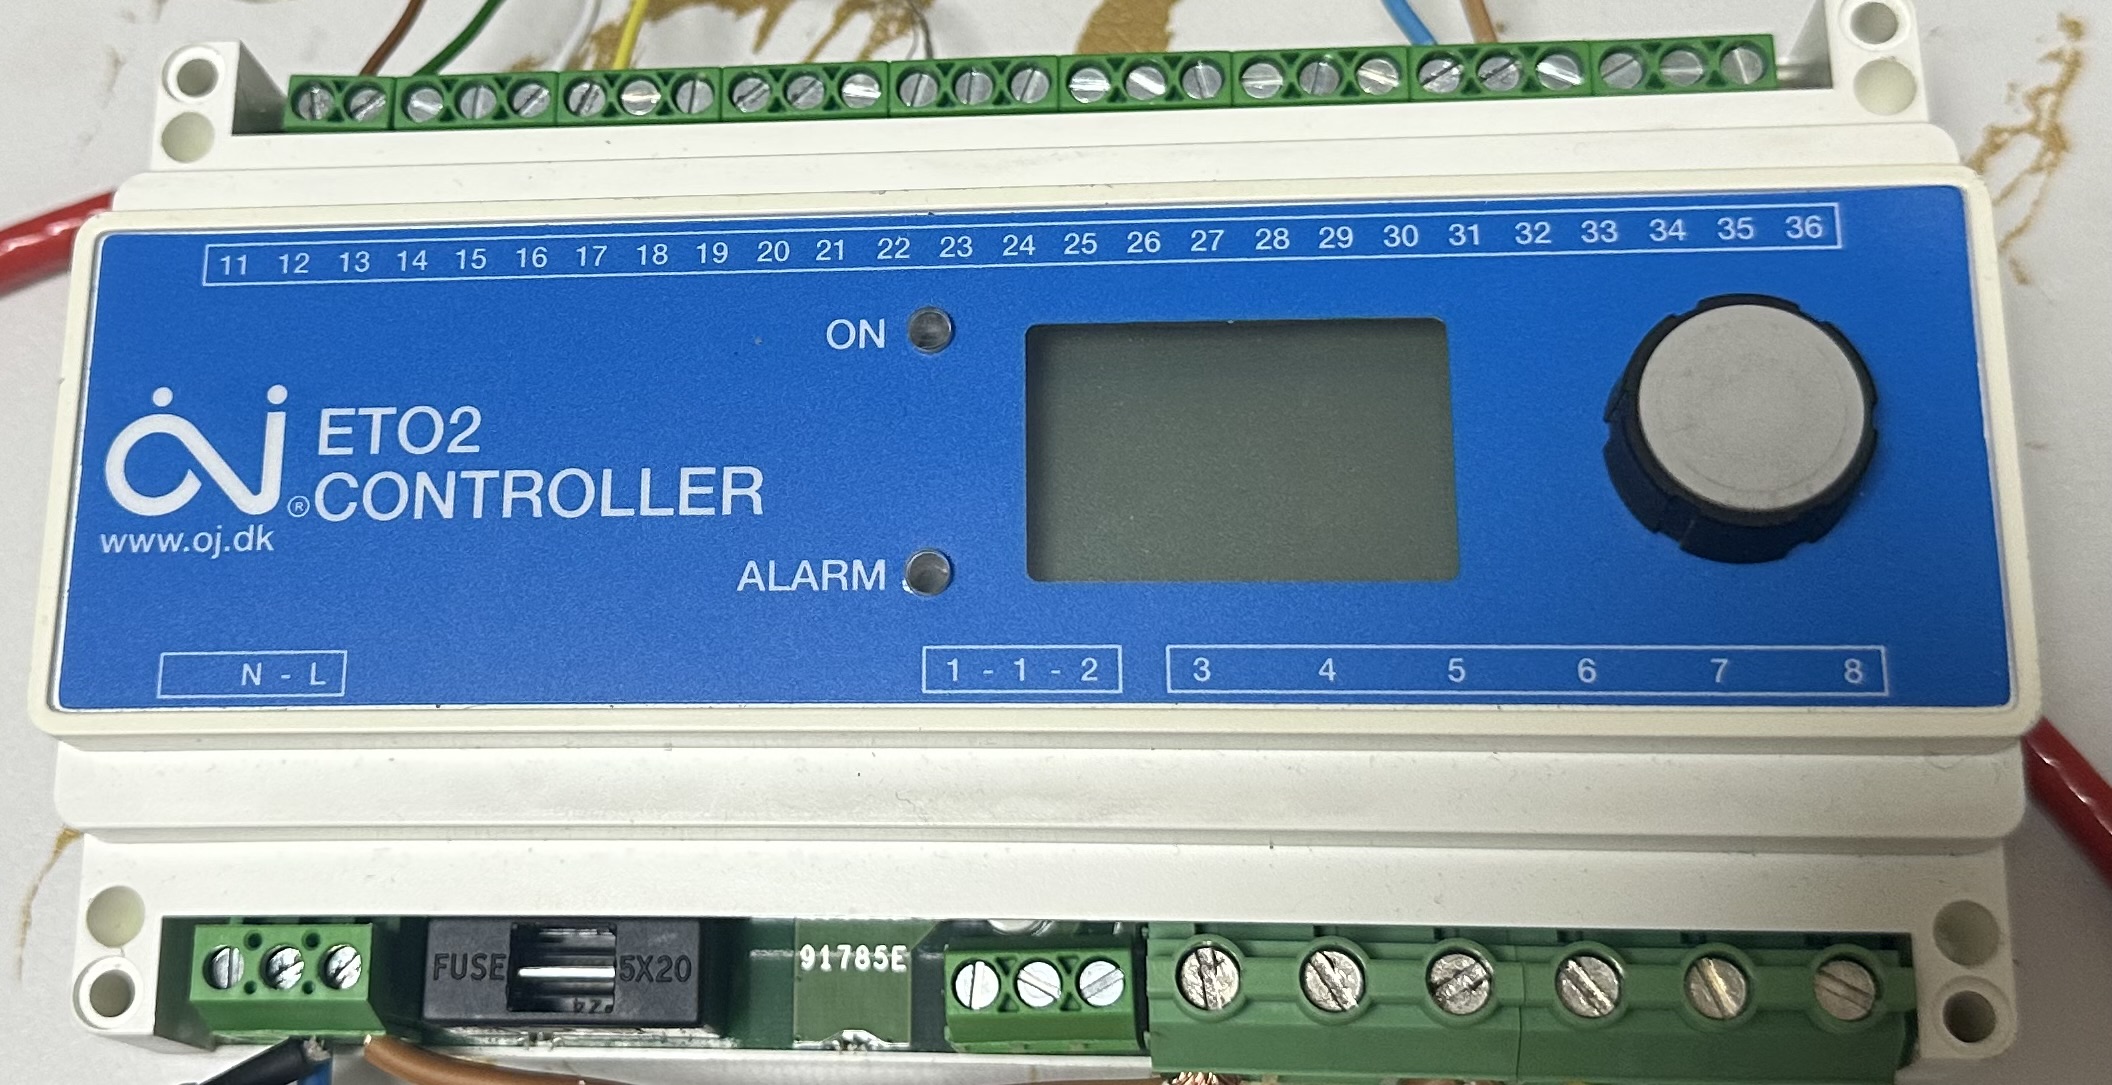 11 12 13 14 15 16 17 18 19 20 21 22 23 24 25 26 27 28 29 30 31 32 33 34 35 36
ON
OJ ®
ETO2
CONTROLLER
www.oj.dk
ALARM
N - L
1 - 1 - 2
3 4 5 6 7 8
FUSE 5X20
91785E